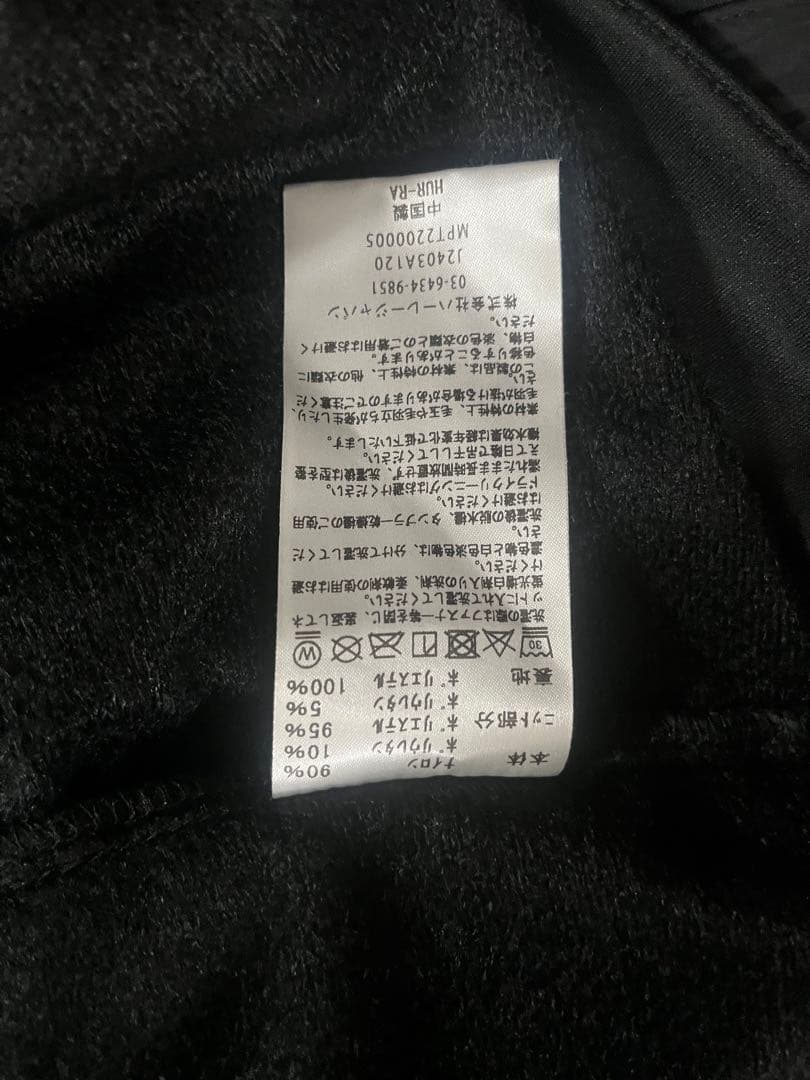 本体 ナイロン 90%
ポリウレタン 10%
ニット部分 ポリエステル 95%
ポリウレタン 5%
裏地 ポリエステル 100%
30 W
洗濯の際はファスナー等を閉じ、裏返してネ
ットに入れて洗濯してください。
蛍光増白剤入りの洗剤、柔軟剤の使用はお避
けください。
濃色物と白色や淡色物は、分けて洗濯してくだ
さい。
洗濯後の脱水機、タンブラー乾燥機のご使用
はお避けください。
ドライクリーニングはお避けください。
濡れたまま長時間放置せず、洗濯後は型を整
えて日陰で吊干ししてください。
撥水効果は経年変化で低下いたします。
素材の特性上、毛玉や毛羽立ちが発生したり、
毛羽が抜ける場合がありますのでご注意くだ
さい。
この製品は、素材の特性上、他の衣類に
色移りすることがあります。
白物、淡色の衣類とのご着用はお避けく
ださい。
株式会社ハーレージャパン
03-6434-9851
J2403A120
MPT2200005
中国製
HUR-RA